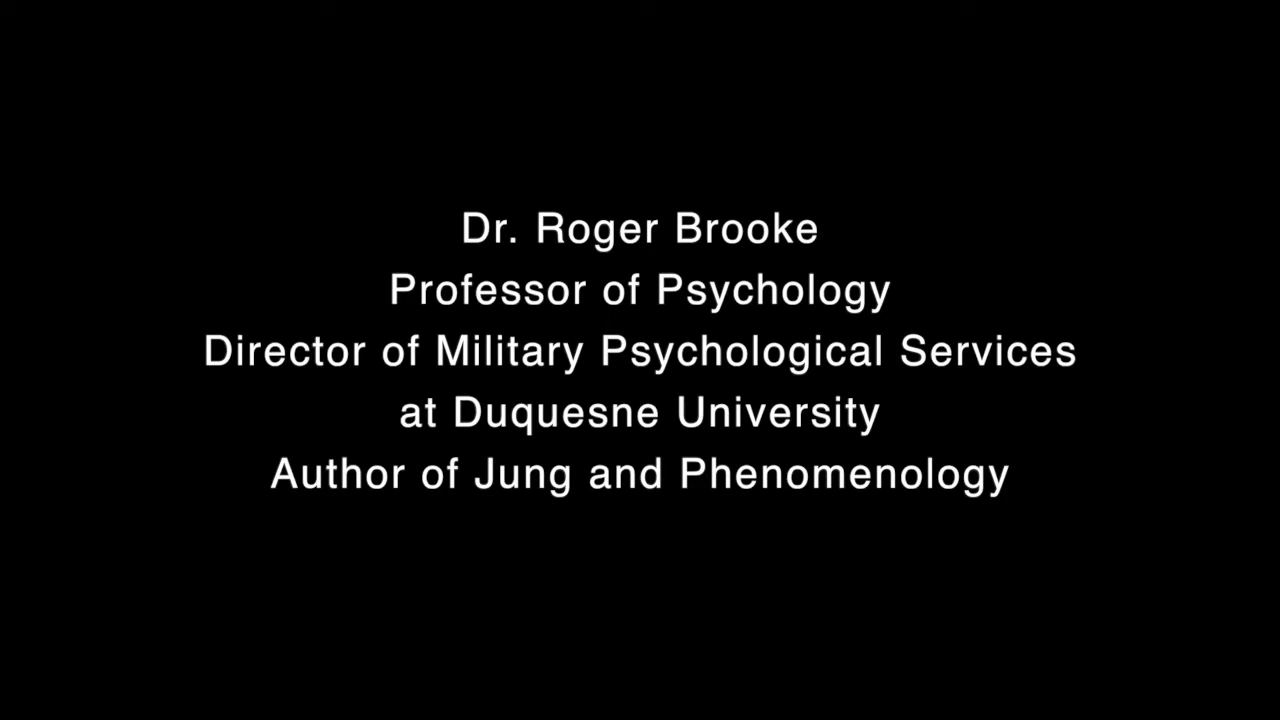 Dr. Roger Brooke
Professor of Psychology
Director of Military Psychological Services
at Duquesne University
Author of Jung and Phenomenology